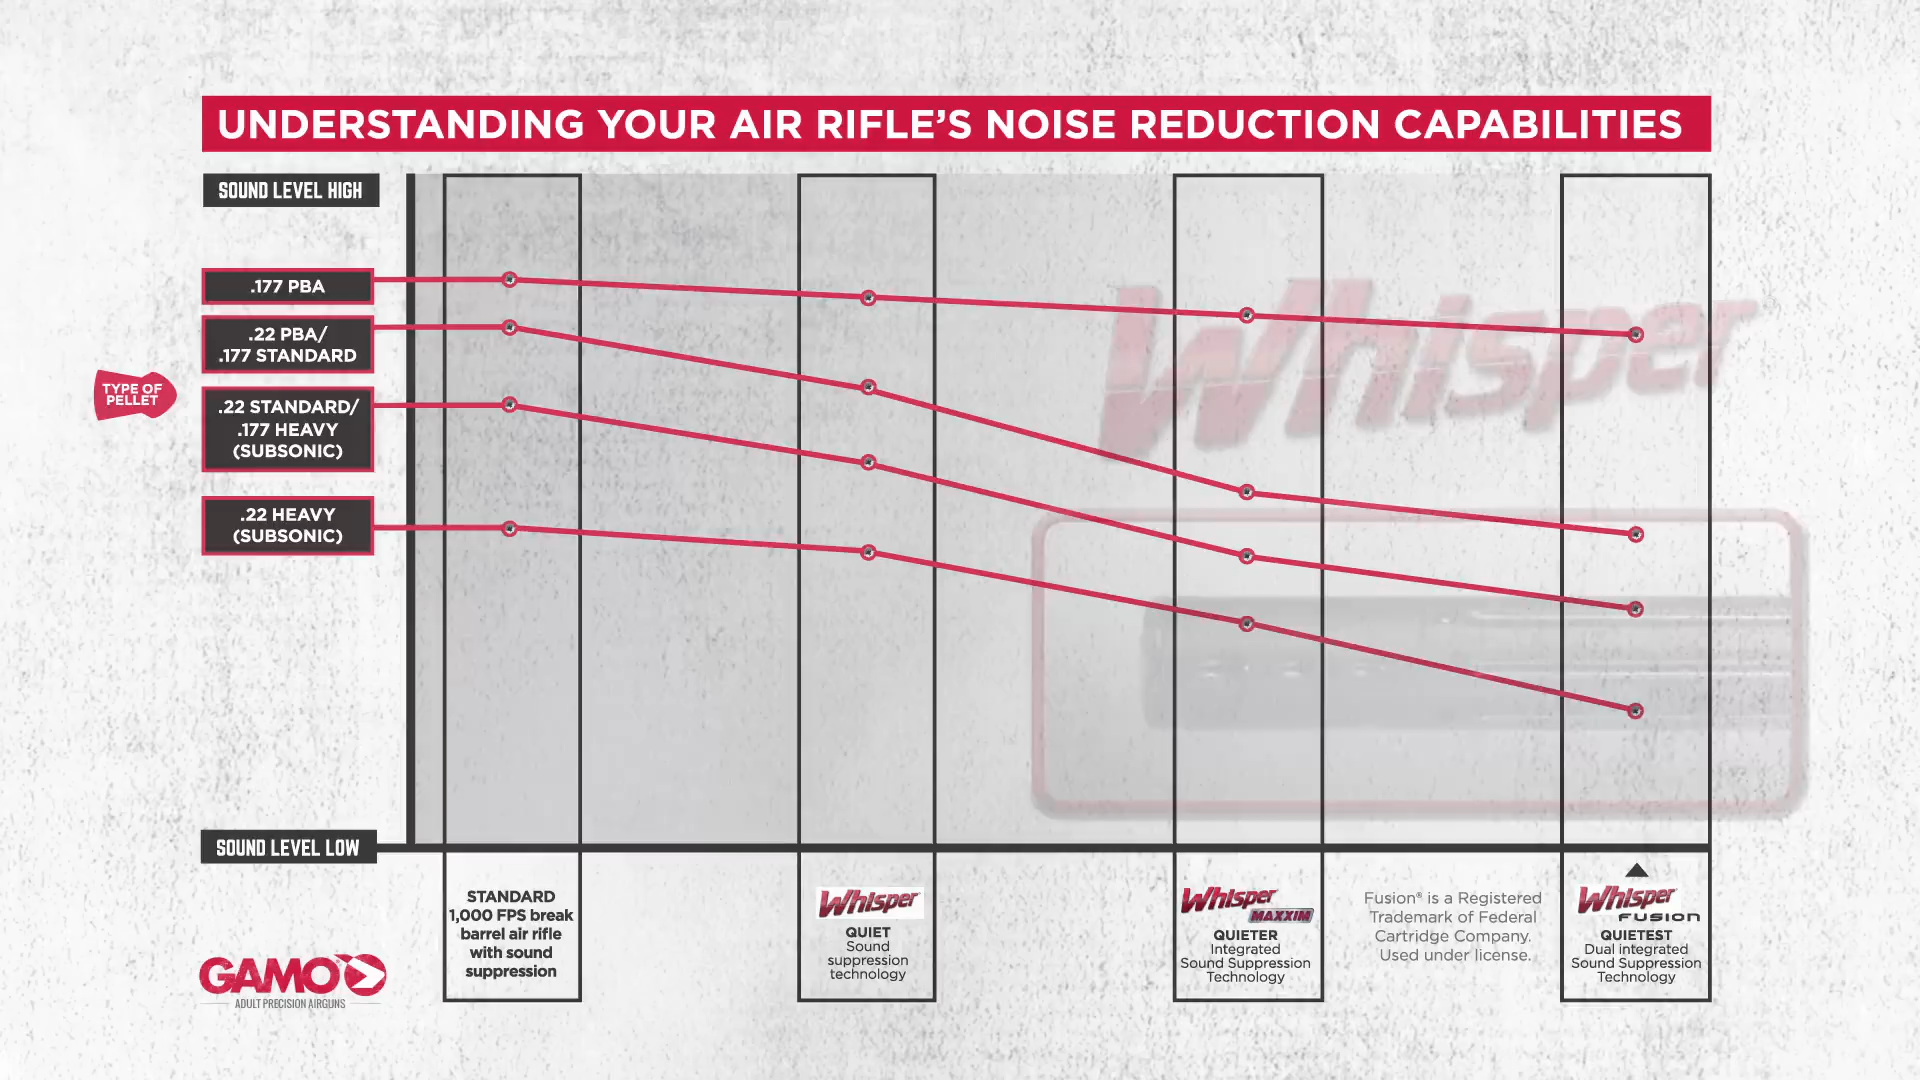 UNDERSTANDING YOUR AIR RIFLE'S NOISE REDUCTION CAPABILITIES
SOUND LEVEL HIGH
.177 PBA
.22 PBA/
.177 STANDARD
TYPE OF
PELLET
.22 STANDARD/
.177 HEAVY
(SUBSONIC)
.22 HEAVY
(SUBSONIC)
Whisper
SOUND LEVEL LOW
STANDARD
1,000 FPS break
barrel air rifle
with sound
suppression
Whisper
QUIET
Sound
suppression
technology
Whisper
MAXXIM
QUIETER
Integrated
Sound Suppression
Technology
Fusion® is a Registered
Trademark of Federal
Cartridge Company.
Used under license.
Whisper
FUSION
QUIETEST
Dual integrated
Sound Suppression
Technology
GAMO
ADULT PRECISION AIRGUNS